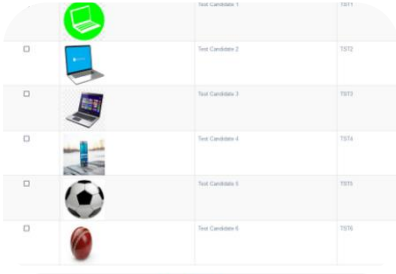 Test Candidate 1 TST1
Test Candidate 2 TST2
Test Candidate 3 TST3
Test Candidate 4 TST4
Test Candidate 5 TST5
Test Candidate 6 TST6